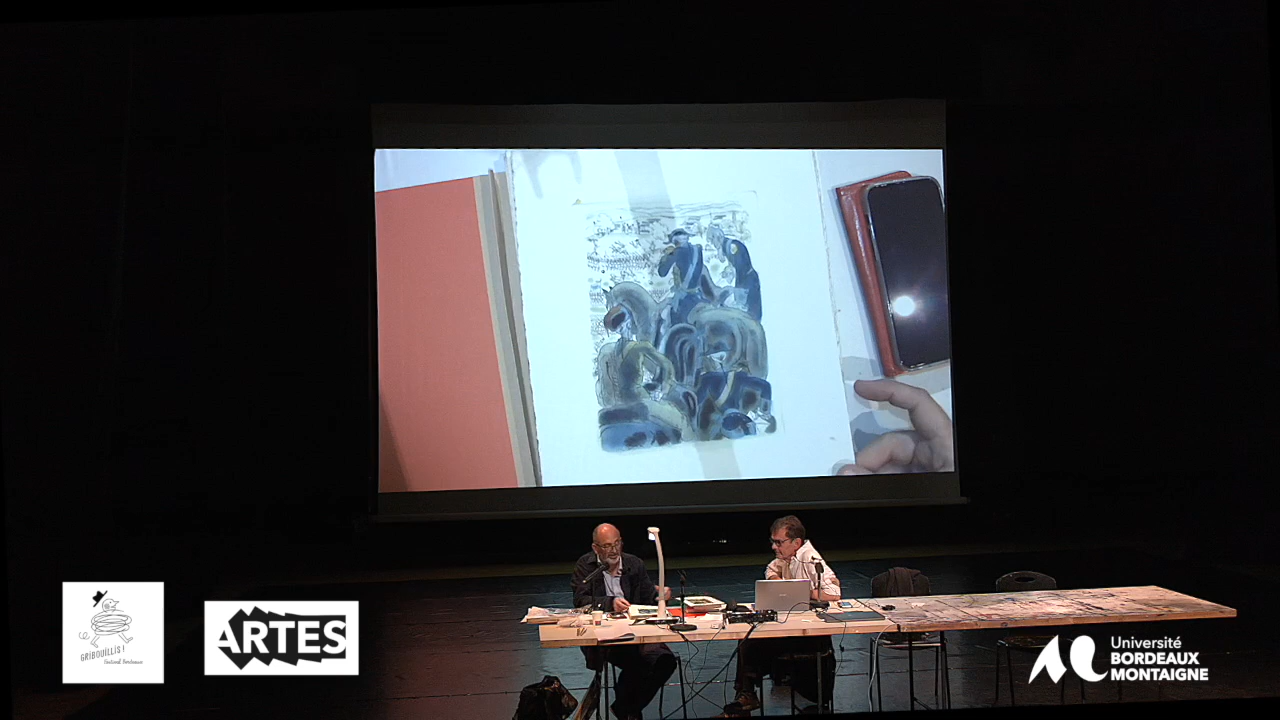 GRIBOUILLIS !
Festival Bordeaux
ARTES
Université
BORDEAUX
MONTAIGNE